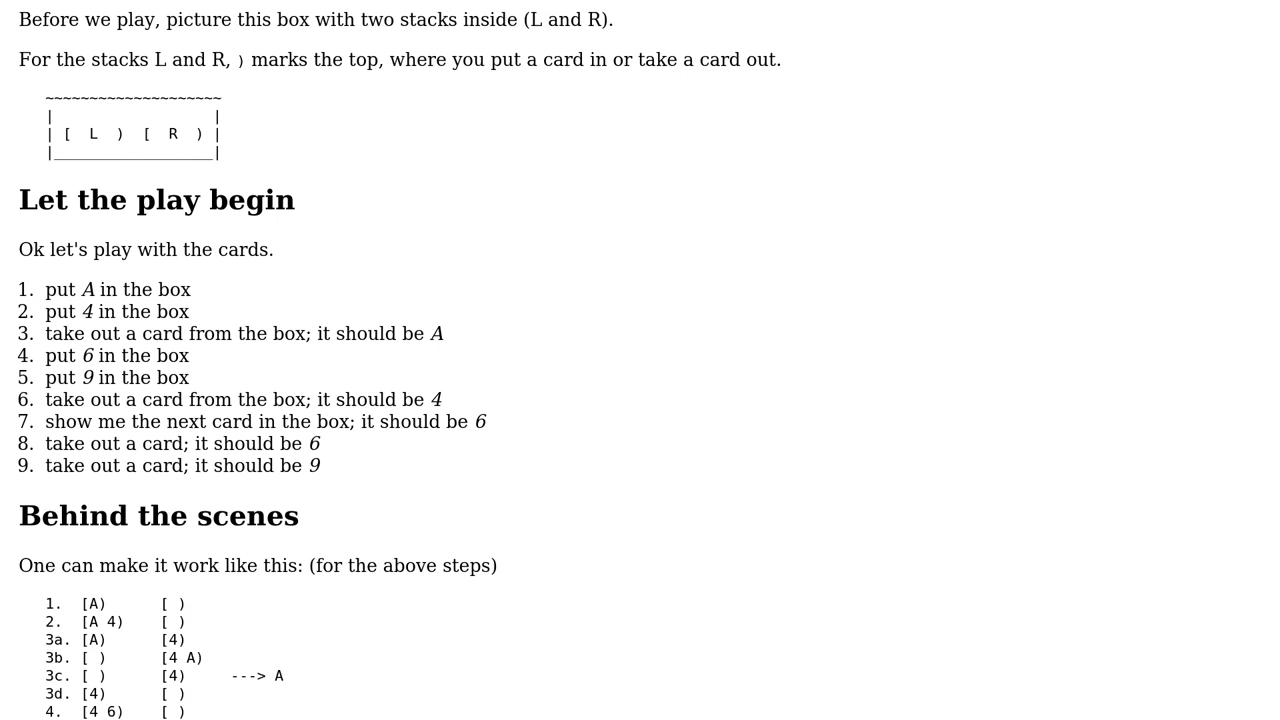 Before we play, picture this box with two stacks inside (L and R).
For the stacks L and R, ) marks the top, where you put a card in or take a card out.
~~~~~~~~~~~~~~~~~~~~
|                  |
| [  L  )  [  R  ) |
|__________________|
Let the play begin
Ok let's play with the cards.
1. put A in the box
2. put 4 in the box
3. take out a card from the box; it should be A
4. put 6 in the box
5. put 9 in the box
6. take out a card from the box; it should be 4
7. show me the next card in the box; it should be 6
8. take out a card; it should be 6
9. take out a card; it should be 9
Behind the scenes
One can make it work like this: (for the above steps)
1.  [A)      [ )
2.  [A 4)    [ )
3a. [A)      [4)
3b. [ )      [4 A)
3c. [ )      [4)     ---> A
3d. [4)      [ )
4.  [4 6)    [ )